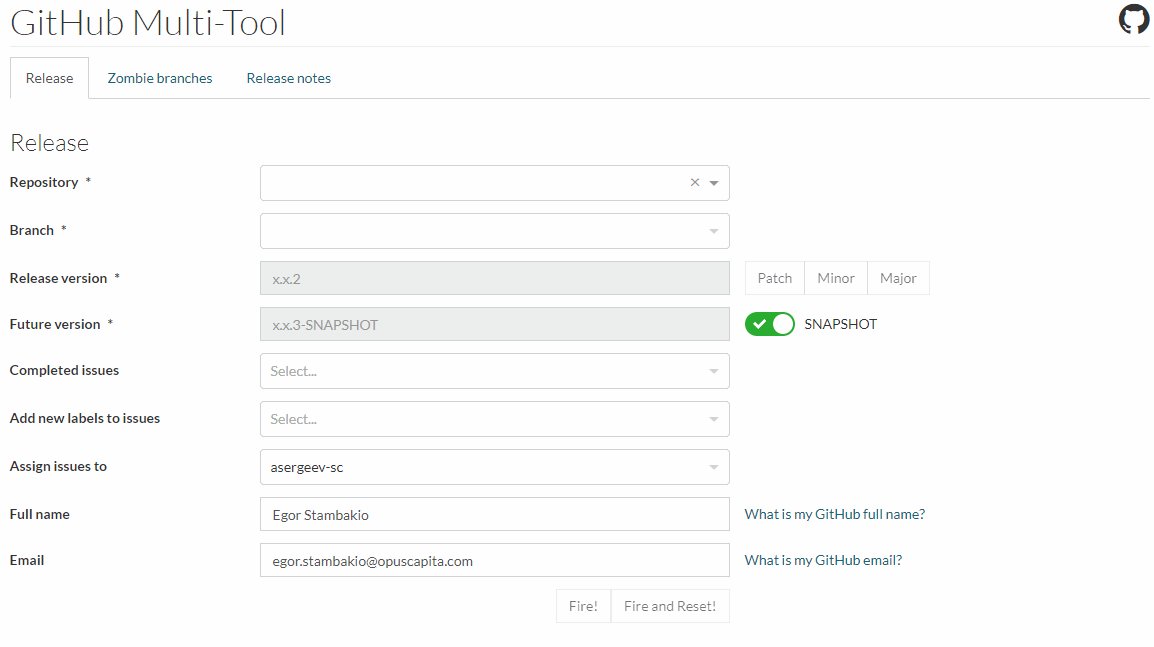 GitHub Multi-Tool
Release Zombie branches Release notes
Release
Repository *
Branch *
Release version * x.x.2 Patch Minor Major
Future version * x.x.3-SNAPSHOT SNAPSHOT
Completed issues Select...
Add new labels to issues Select...
Assign issues to asergeev-sc
Full name Egor Stambakio What is my GitHub full name?
Email egor.stambakio@opuscapita.com What is my GitHub email?
Fire! Fire and Reset!